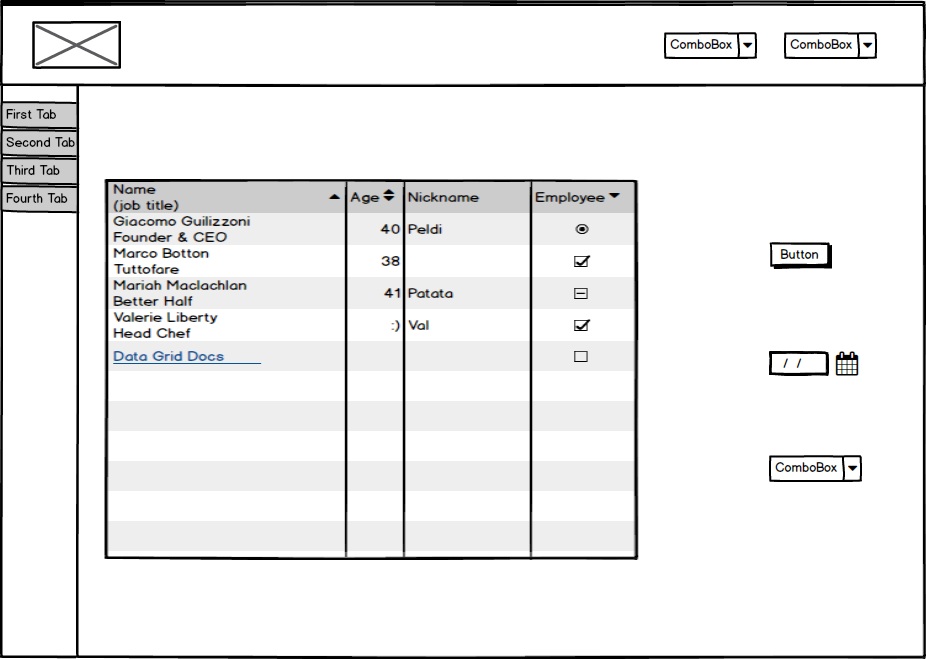 ComboBox ComboBox
First Tab
Second Tab
Third Tab
Fourth Tab
Name
(job title) Age Nickname Employee
Giacomo Guilizzoni
Founder & CEO 40 Peldi
Marco Botton
Tuttofare 38
Mariah Maclachlan
Better Half 41 Patata
Valerie Liberty
Head Chef :) Val
Data Grid Docs
Button
/ /
ComboBox